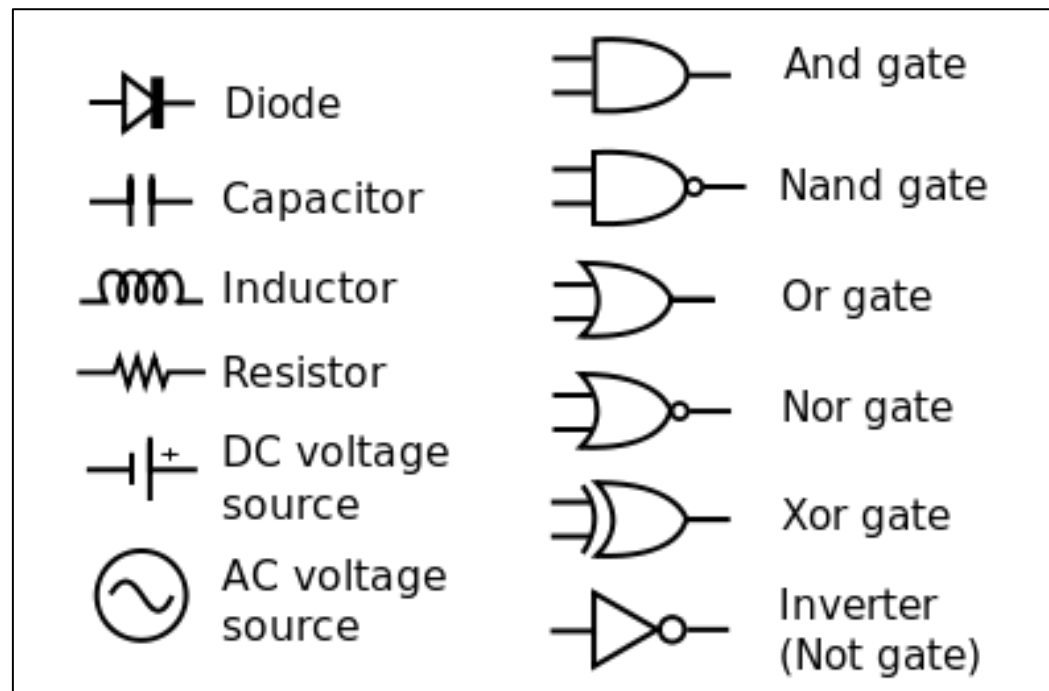 Diode
Capacitor
Inductor
Resistor
+
DC voltage
source
AC voltage
source
And gate
Nand gate
Or gate
Nor gate
Xor gate
Inverter
(Not gate)